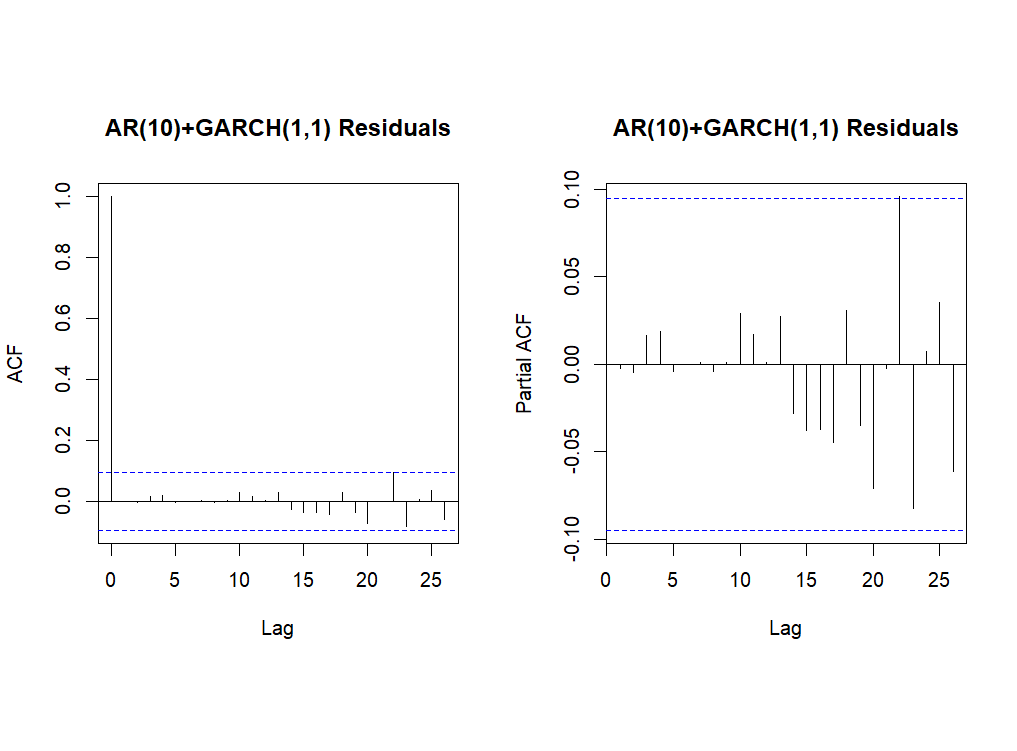 AR(10)+GARCH(1,1) Residuals
ACF
1.0
0.8
0.6
0.4
0.2
0.0
0 5 10 15 20 25
Lag
AR(10)+GARCH(1,1) Residuals
Partial ACF
0.10
0.05
0.00
-0.05
-0.10
0 5 10 15 20 25
Lag